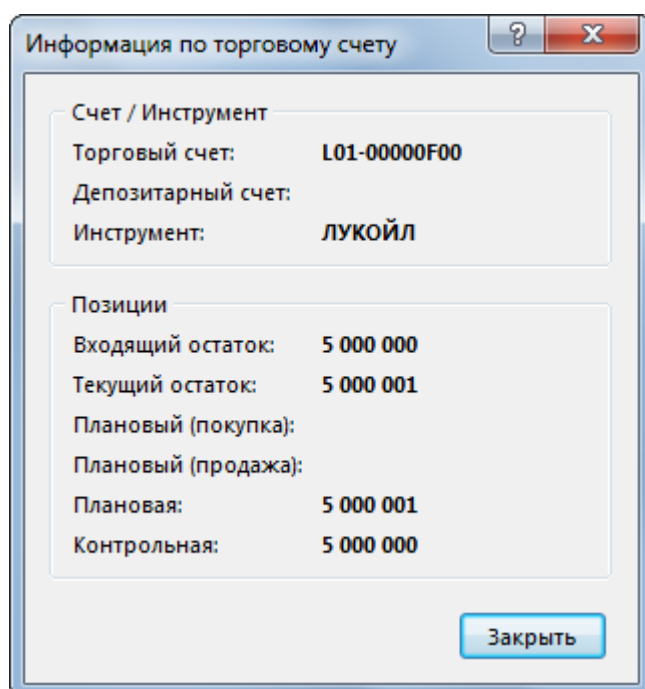 Информация по торговому счету
Счет / Инструмент
Торговый счет: L01-00000F00
Депозитарный счет:
Инструмент: ЛУКОЙЛ
Позиции
Входящий остаток: 5 000 000
Текущий остаток: 5 000 001
Плановый (покупка):
Плановый (продажа):
Плановая: 5 000 001
Контрольная: 5 000 000
Закрыть